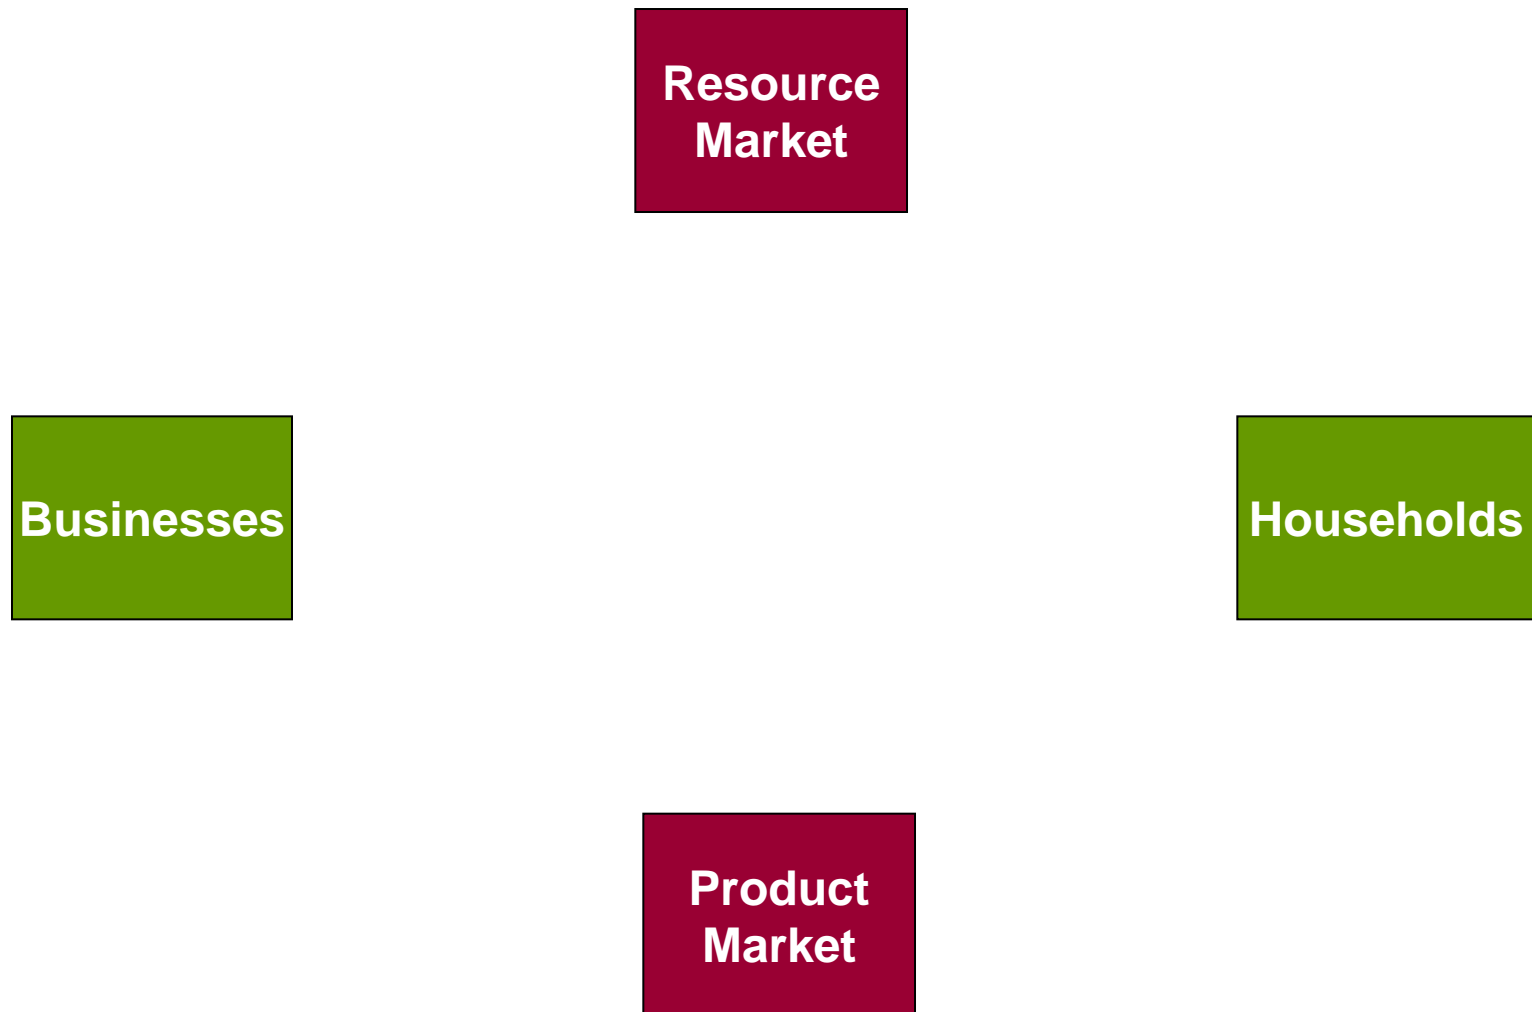 Resource
Market
Businesses
Households
Product
Market